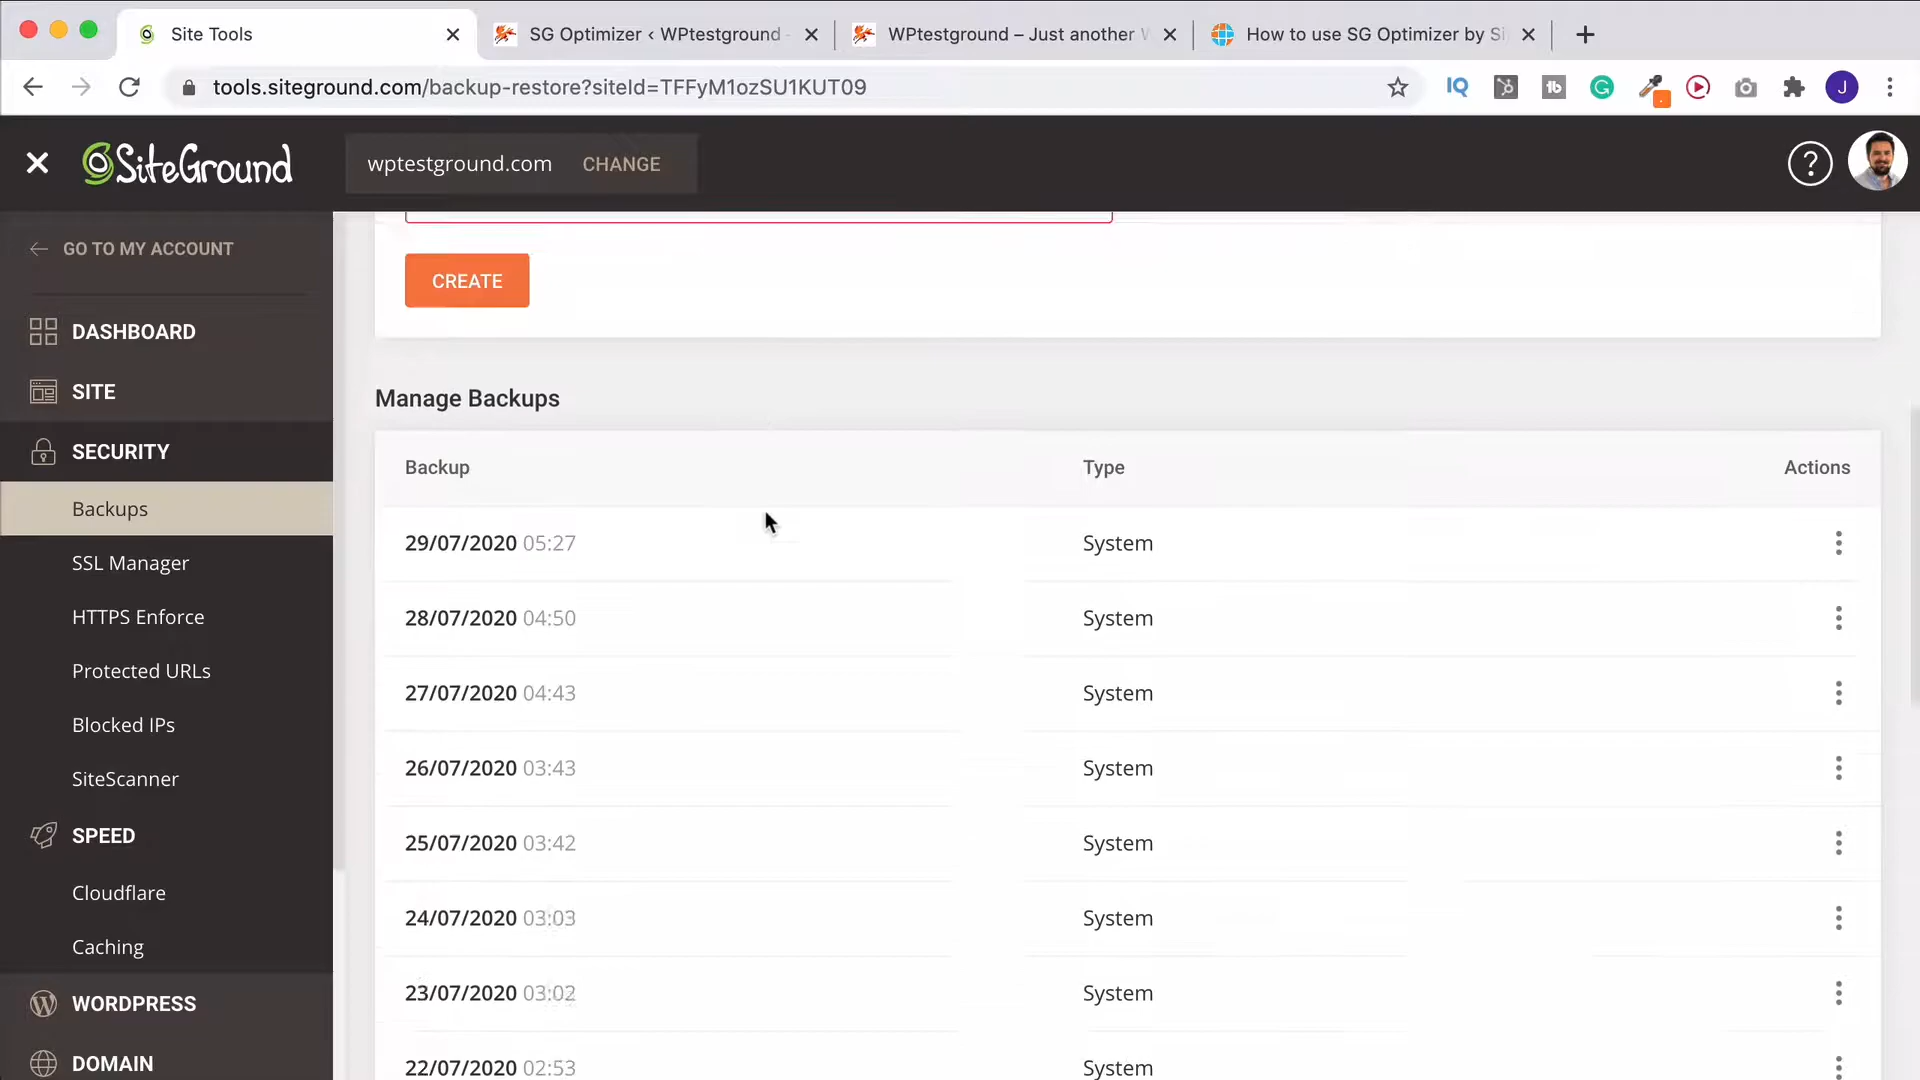 Site Tools
SG Optimizer ‹ WPtestground -
WPtestground – Just another W
How to use SG Optimizer by Si
tools.siteground.com/backup-restore?siteId=TFFyM1ozSU1KUT09
IQ
tb
J
SiteGround
wptestground.com CHANGE
?
GO TO MY ACCOUNT
DASHBOARD
SITE
SECURITY
Backups
SSL Manager
HTTPS Enforce
Protected URLs
Blocked IPs
SiteScanner
SPEED
Cloudflare
Caching
WORDPRESS
DOMAIN
CREATE
Manage Backups
Backup Type Actions
29/07/2020 05:27 System
28/07/2020 04:50 System
27/07/2020 04:43 System
26/07/2020 03:43 System
25/07/2020 03:42 System
24/07/2020 03:03 System
23/07/2020 03:02 System
22/07/2020 02:53 System